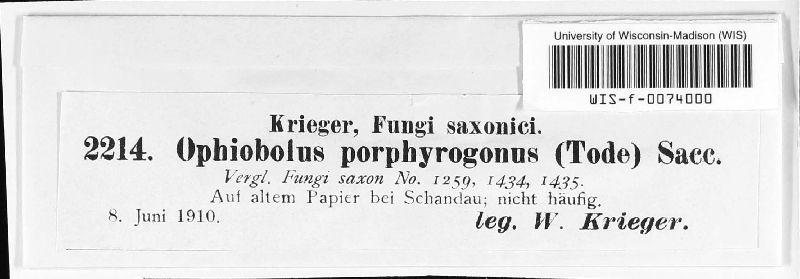 University of Wisconsin-Madison (WIS)
WIS-f-0074000
Krieger, Fungi saxonici.
2214. Ophiobolus porphyrogonus (Tode) Sacc.
Vergl. Fungi saxon No. 1259, 1434, 1435.
Auf altem Papier bei Schandau; nicht häufig.
8. Juni 1910. leg. W. Krieger.